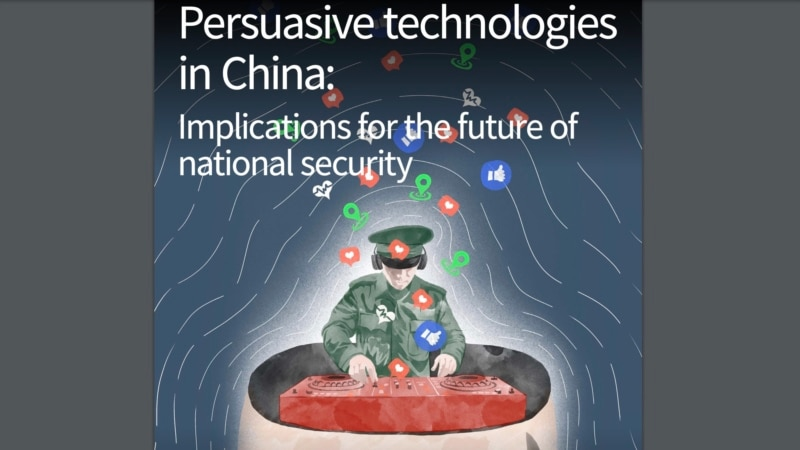 Persuasive technologies
in China:
Implications for the future of
national security